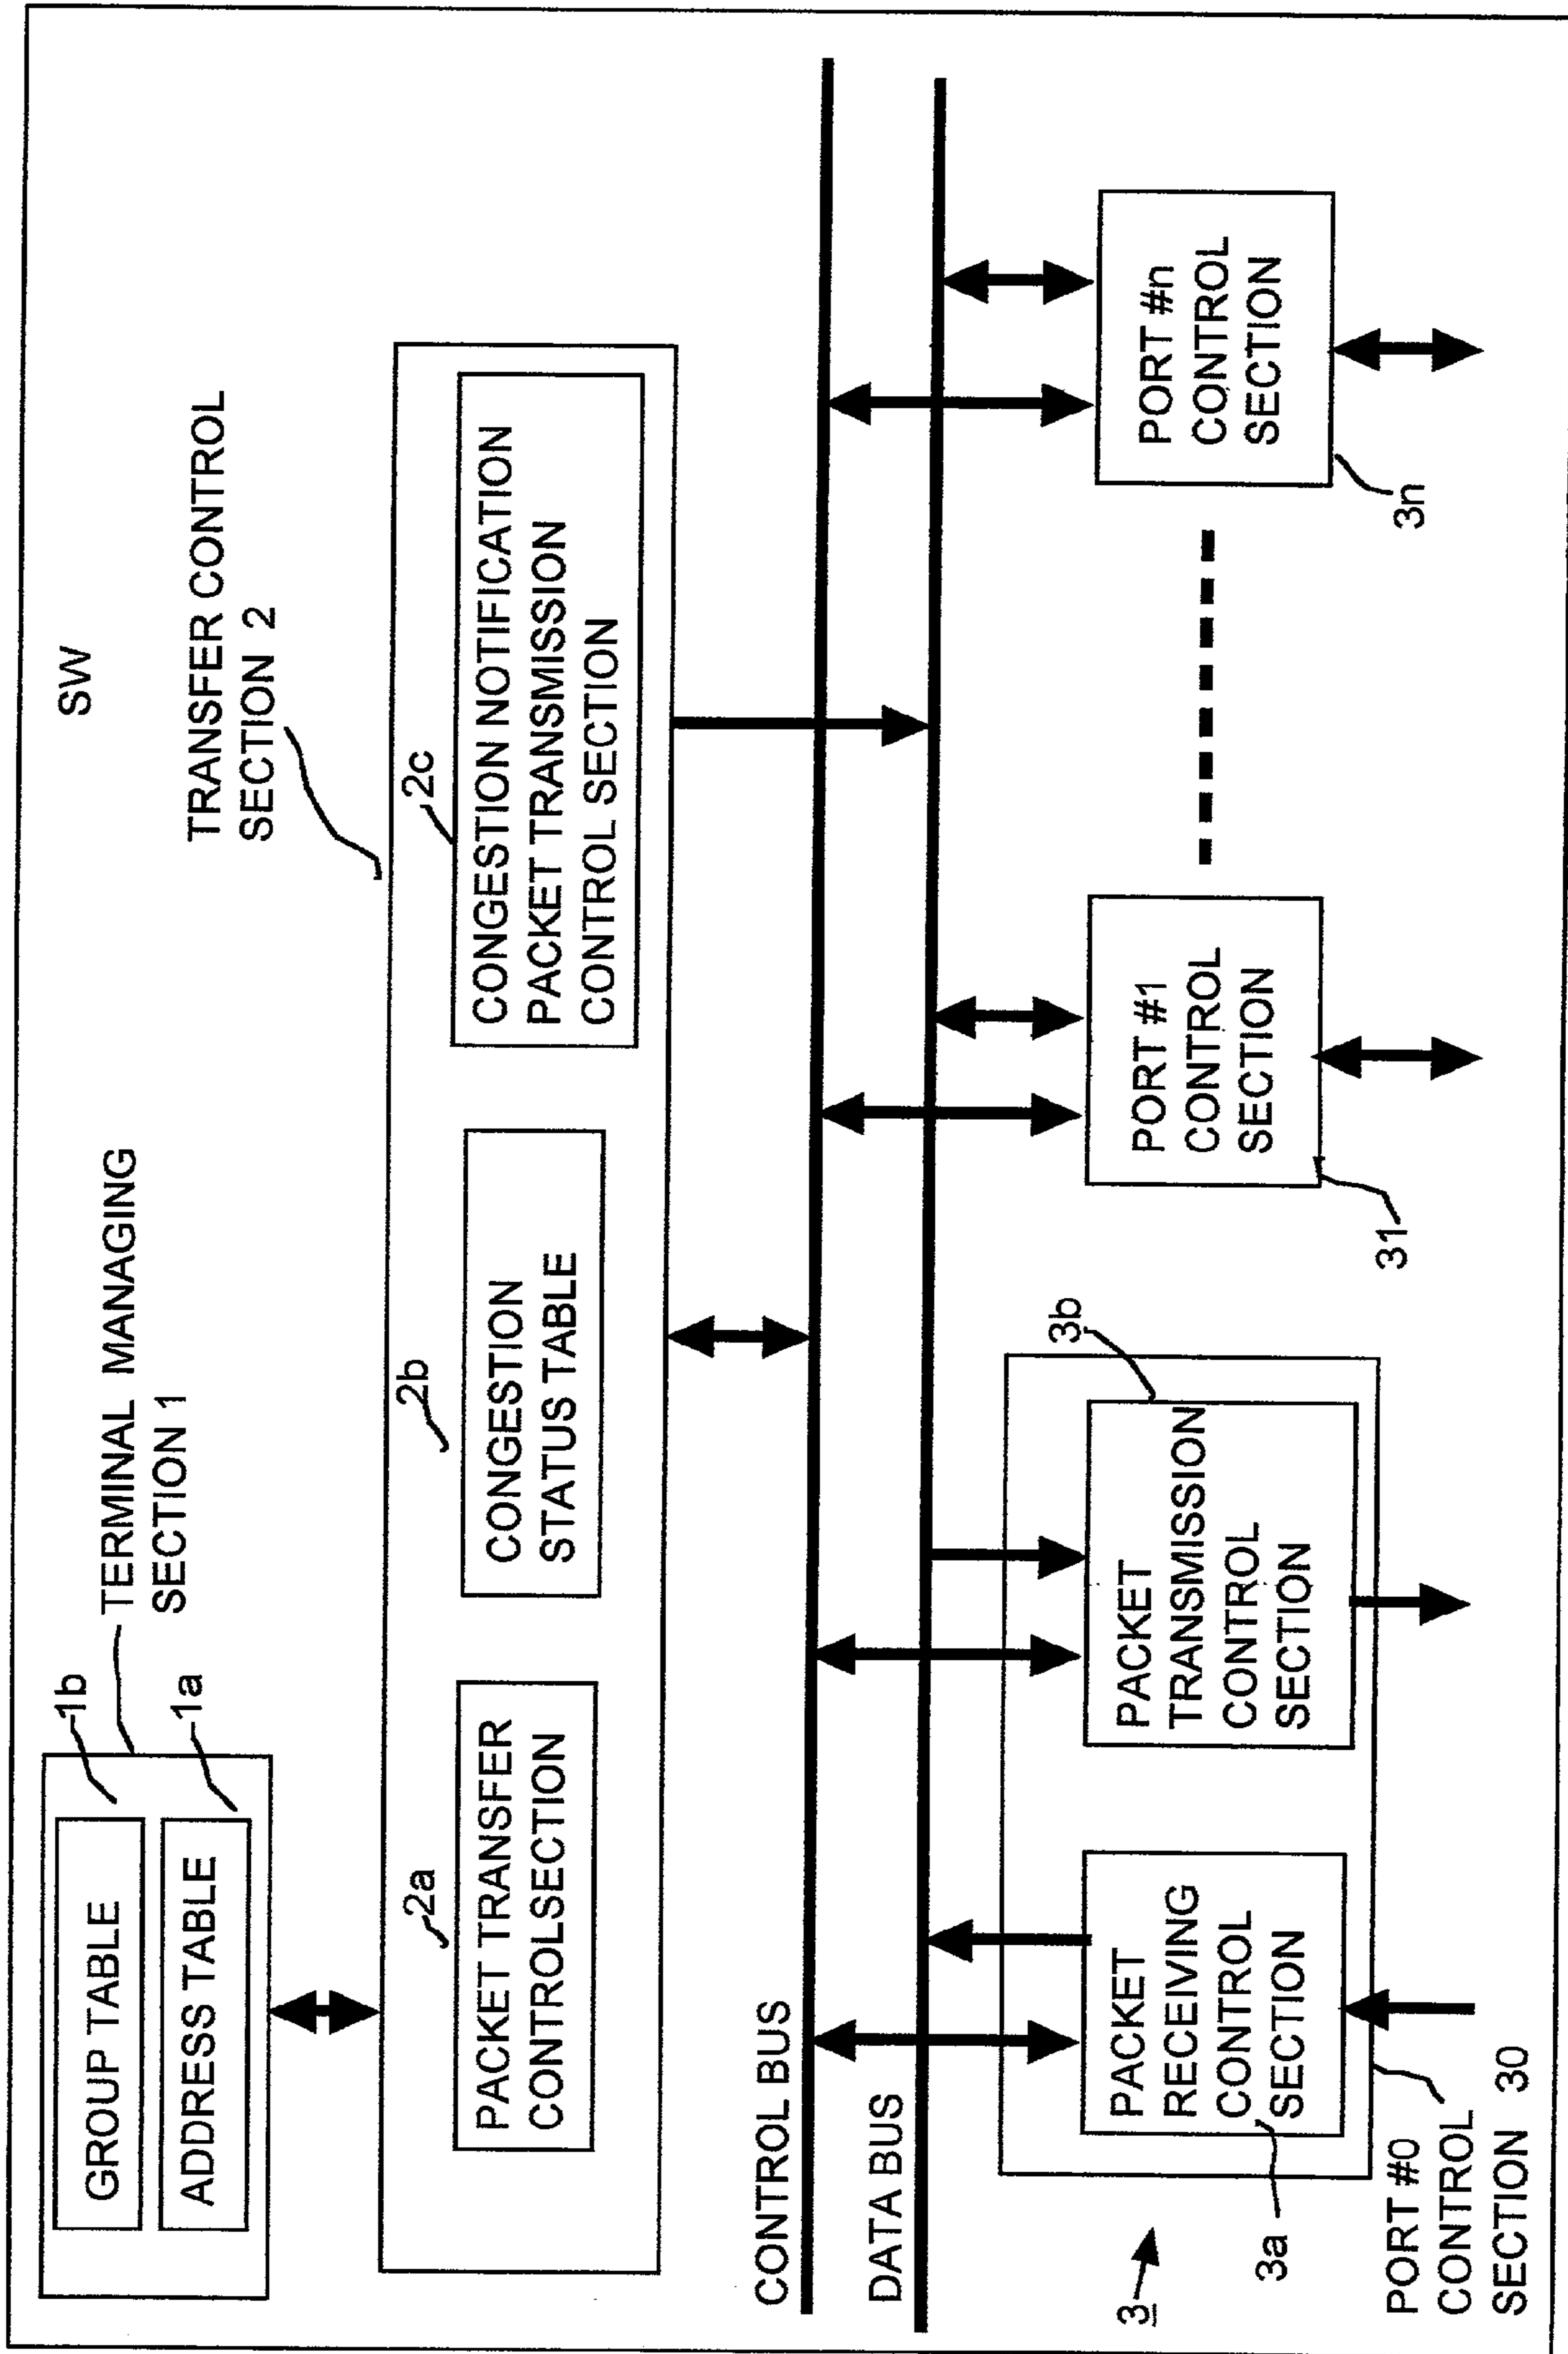 SW
GROUP TABLE
1b
ADDRESS TABLE
1a
TERMINAL MANAGING
SECTION 1
TRANSFER CONTROL
SECTION 2
2a
PACKET TRANSFER
CONTROLSECTION
2b
CONGESTION
STATUS TABLE
2c
CONGESTION NOTIFICATION
PACKET TRANSMISSION
CONTROL SECTION
CONTROL BUS
DATA BUS
3
3a
PACKET
RECEIVING
CONTROL
SECTION
3b
PACKET
TRANSMISSION
CONTROL
SECTION
PORT #0
CONTROL
SECTION 30
PORT #1
CONTROL
SECTION
31
PORT #n
CONTROL
SECTION
3n